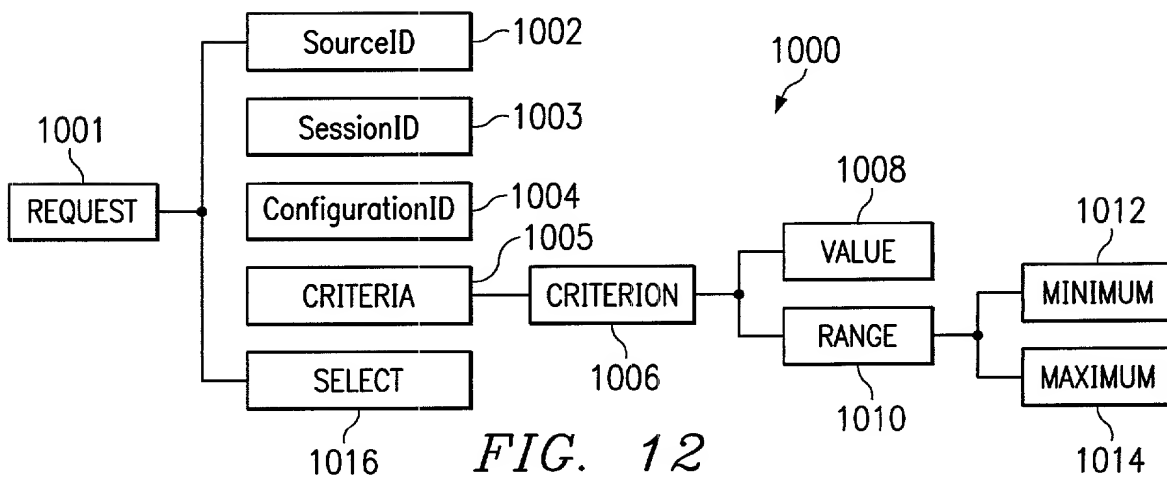 SourceID
1002
1000
1001
SessionID
1003
REQUEST
ConfigurationID
1004
1005
1008
VALUE
1012
CRITERIA
CRITERION
MINIMUM
RANGE
SELECT
1006
1010
MAXIMUM
1016
1014
FIG. 12